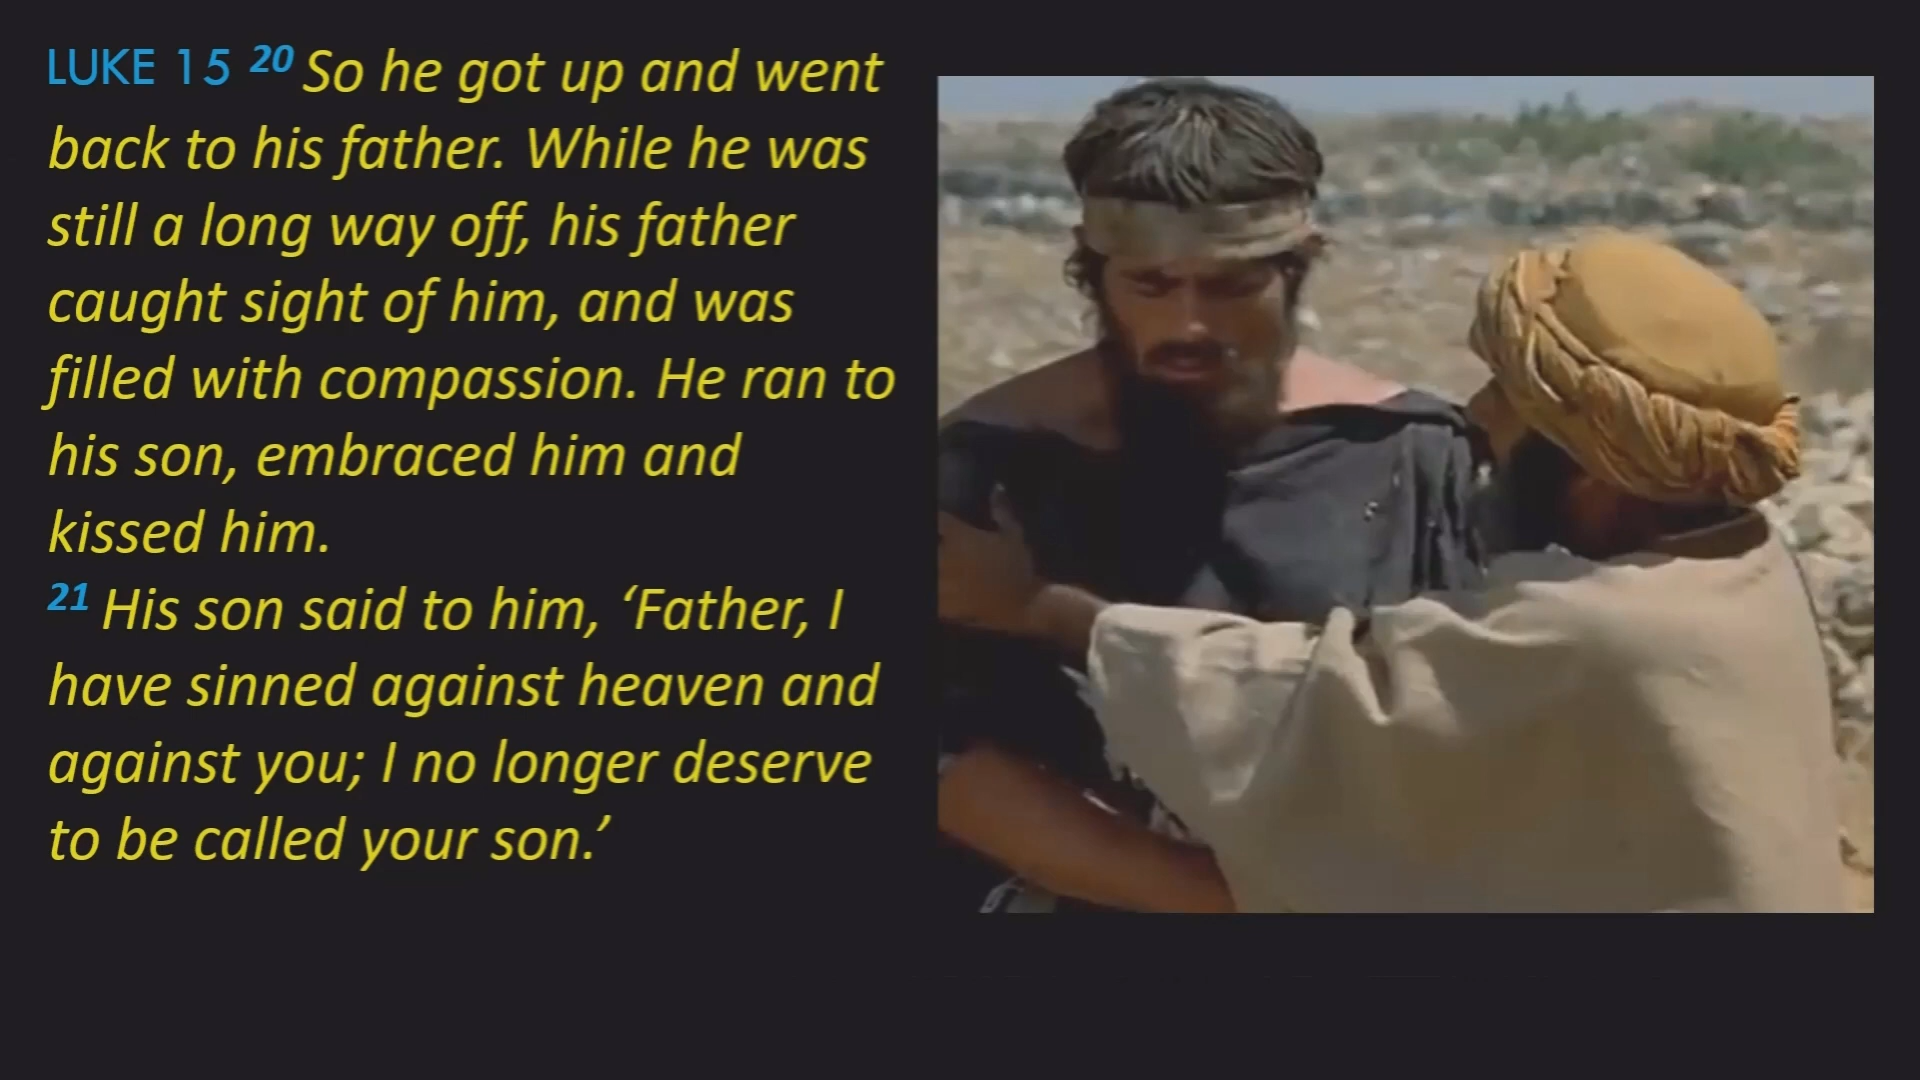 LUKE 15 20 So he got up and went
back to his father. While he was
still a long way off, his father
caught sight of him, and was
filled with compassion. He ran to
his son, embraced him and
kissed him.
21 His son said to him, ‘Father, I
have sinned against heaven and
against you; I no longer deserve
to be called your son.’